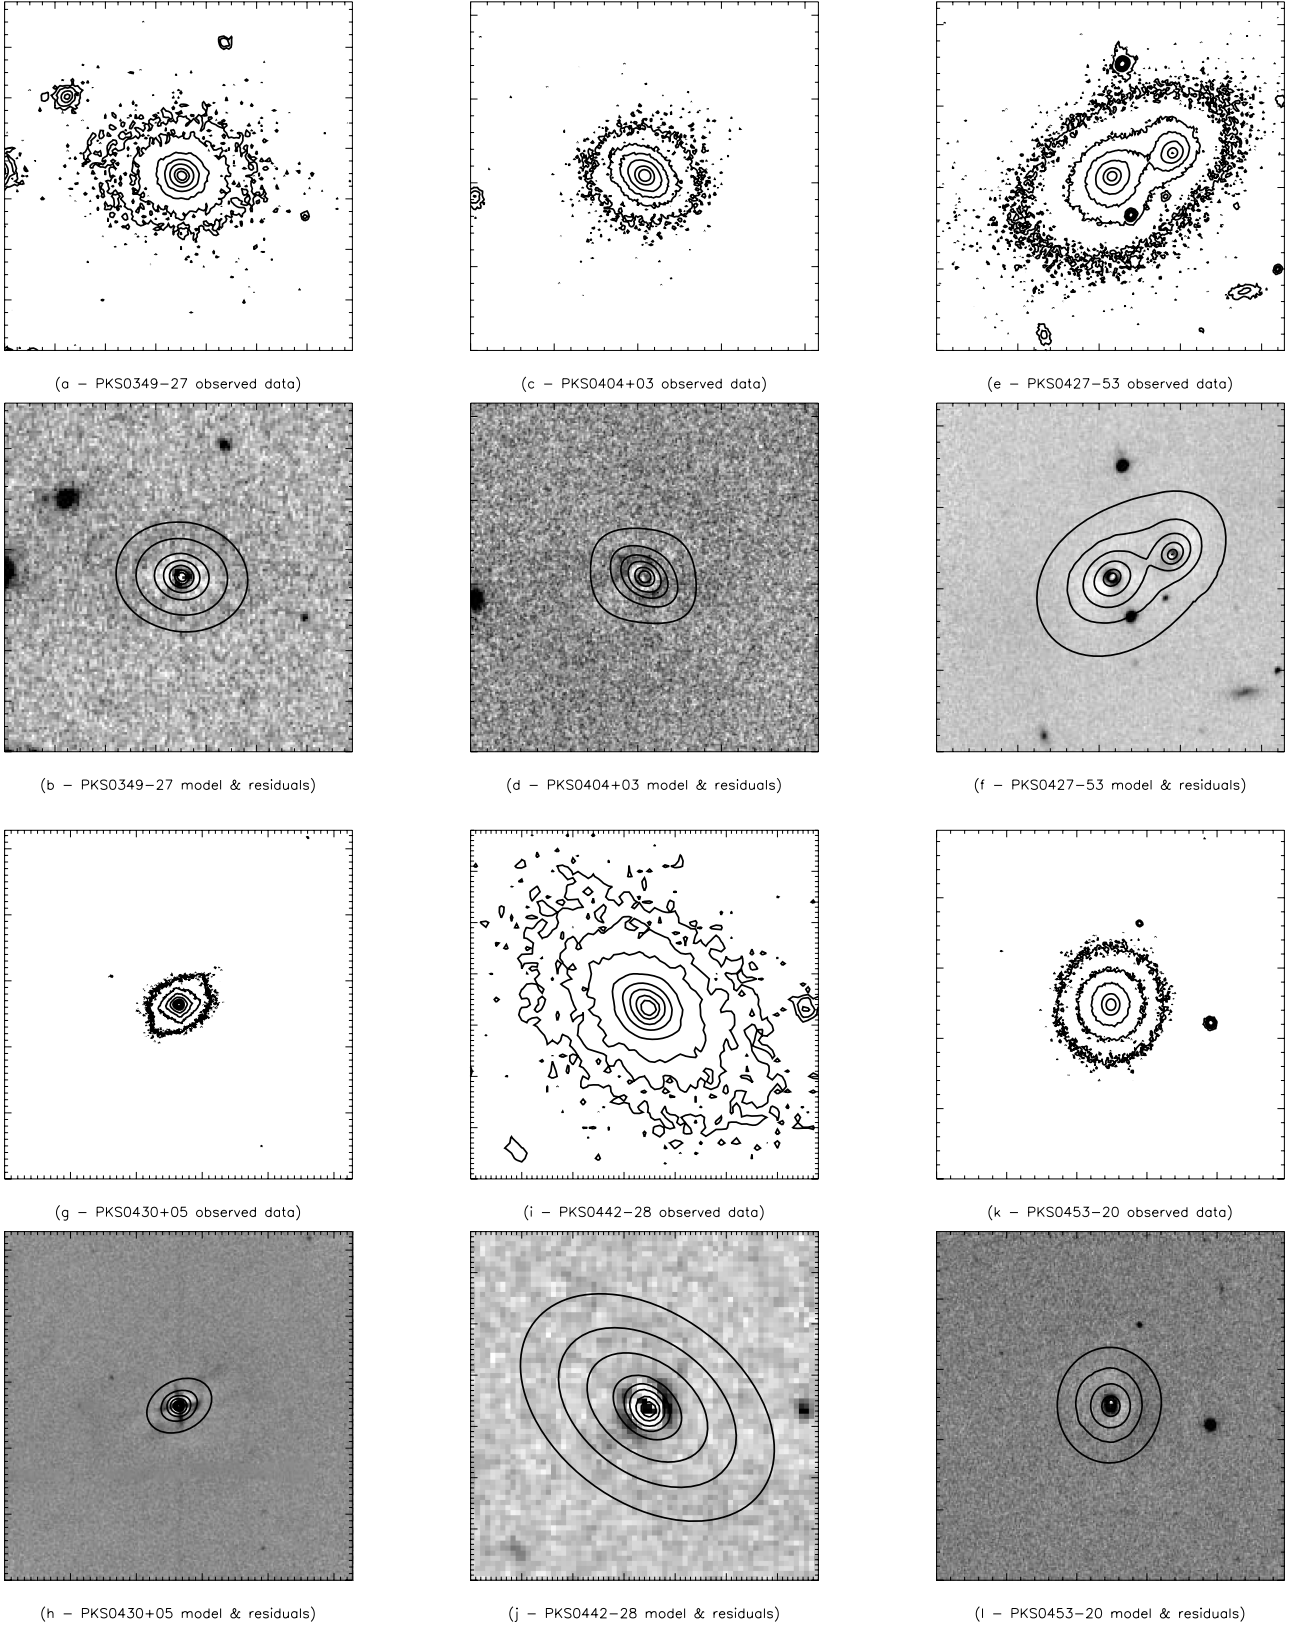 (a - PKS0349-27 observed data)
(c - PKS0404+03 observed data)
(e - PKS0427-53 observed data)
(b - PKS0349-27 model & residuals)
(d - PKS0404+03 model & residuals)
(f - PKS0427-53 model & residuals)
(g - PKS0430+05 observed data)
(i - PKS0442-28 observed data)
(k - PKS0453-20 observed data)
(h - PKS0430+05 model & residuals)
(j - PKS0442-28 model & residuals)
(l - PKS0453-20 model & residuals)